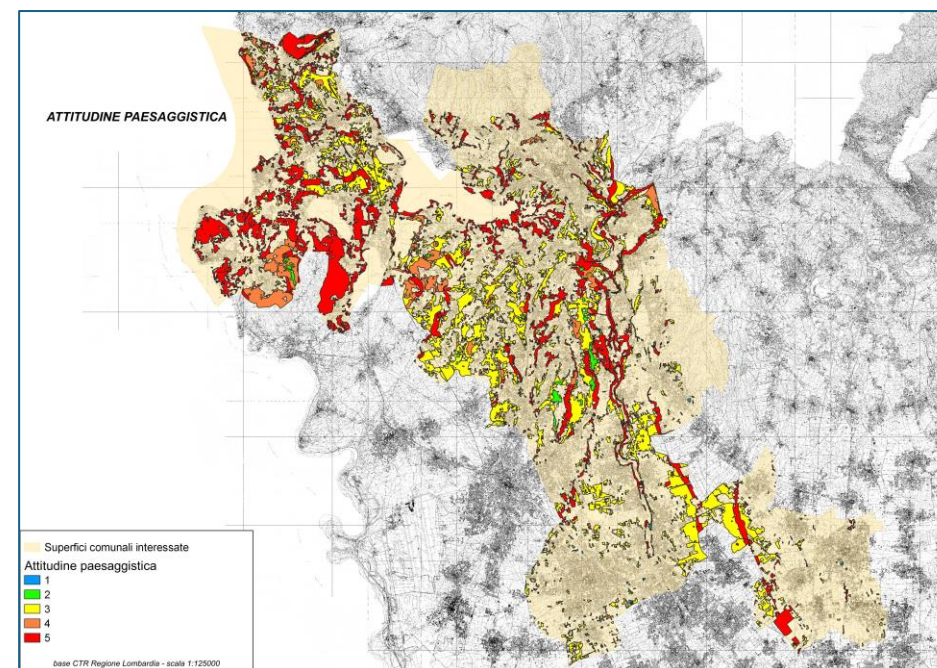 ATTITUDINE PAESAGGISTICA
Superfici comunali interessate
Attitudine paesaggistica
1
2
3
4
5
base CTR Regione Lombardia - scala 1:125000